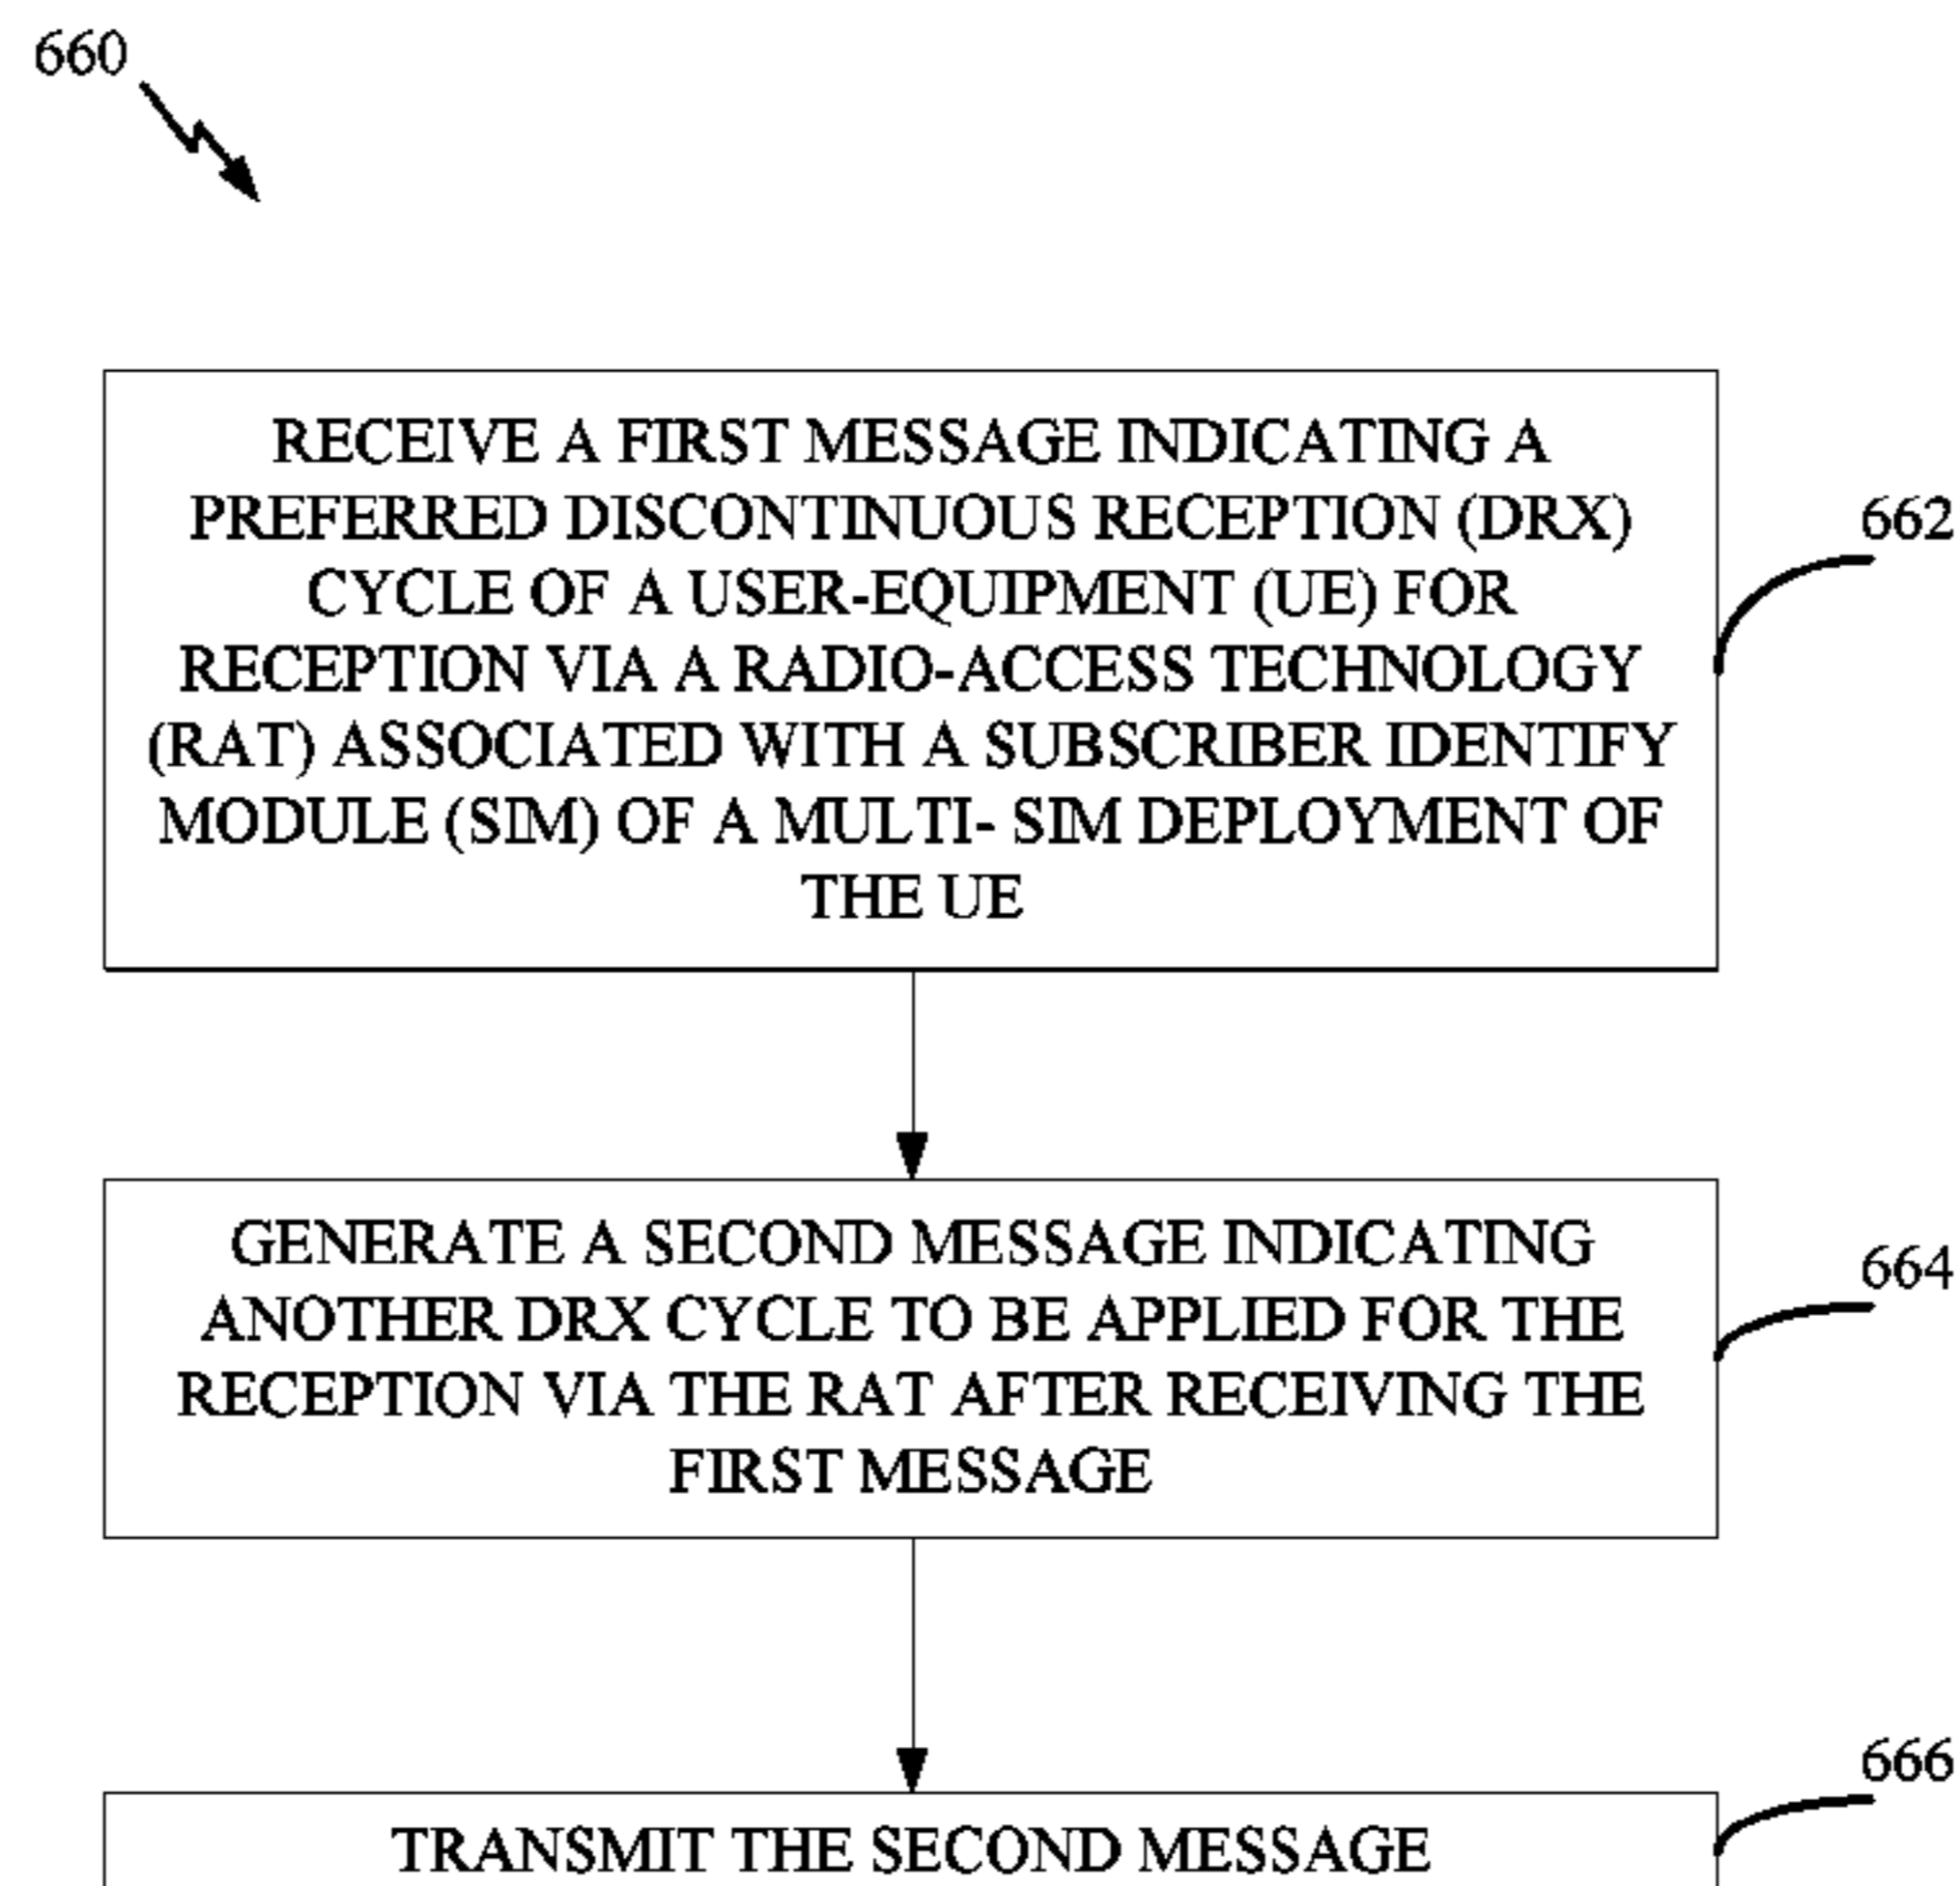 660
RECEIVE A FIRST MESSAGE INDICATING A
PREFERRED DISCONTINUOUS RECEPTION (DRX)
CYCLE OF A USER-EQUIPMENT (UE) FOR
RECEPTION VIA A RADIO-ACCESS TECHNOLOGY
(RAT) ASSOCIATED WITH A SUBSCRIBER IDENTIFY
MODULE (SIM) OF A MULTI- SIM DEPLOYMENT OF
THE UE
662
GENERATE A SECOND MESSAGE INDICATING
ANOTHER DRX CYCLE TO BE APPLIED FOR THE
RECEPTION VIA THE RAT AFTER RECEIVING THE
FIRST MESSAGE
664
TRANSMIT THE SECOND MESSAGE
666